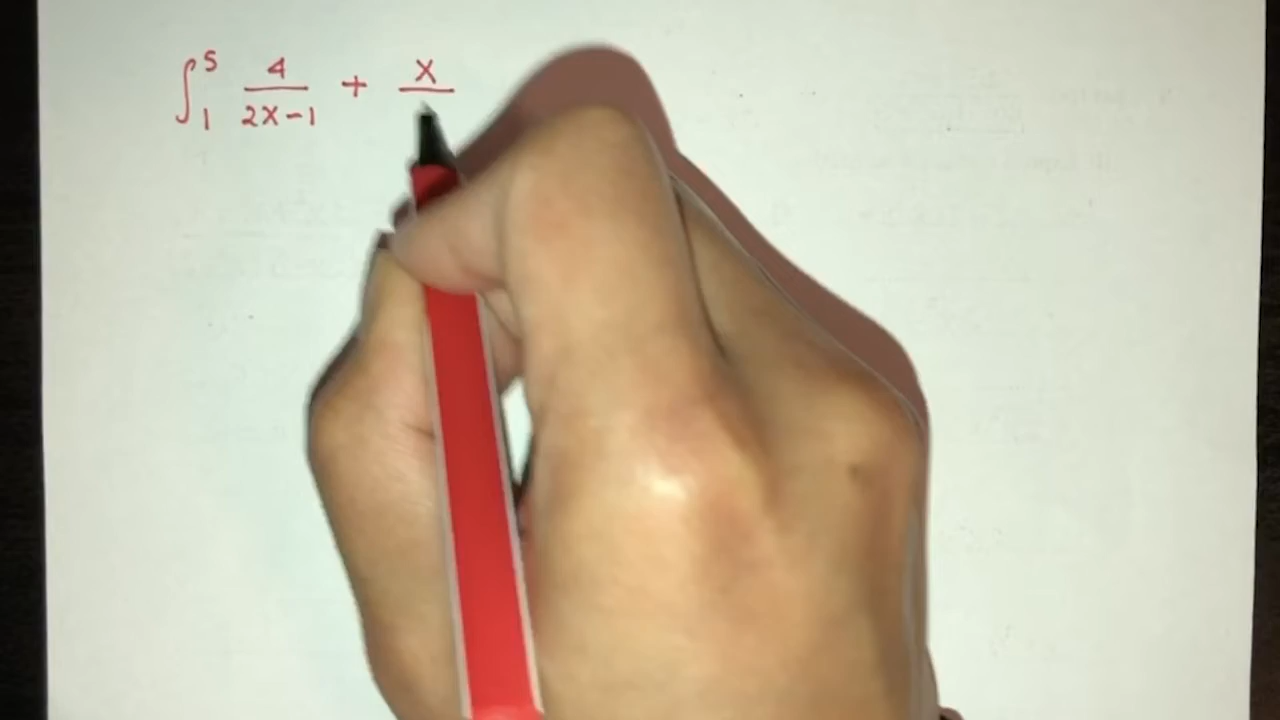 ∫₁⁵ 4/(2x-1) + x/